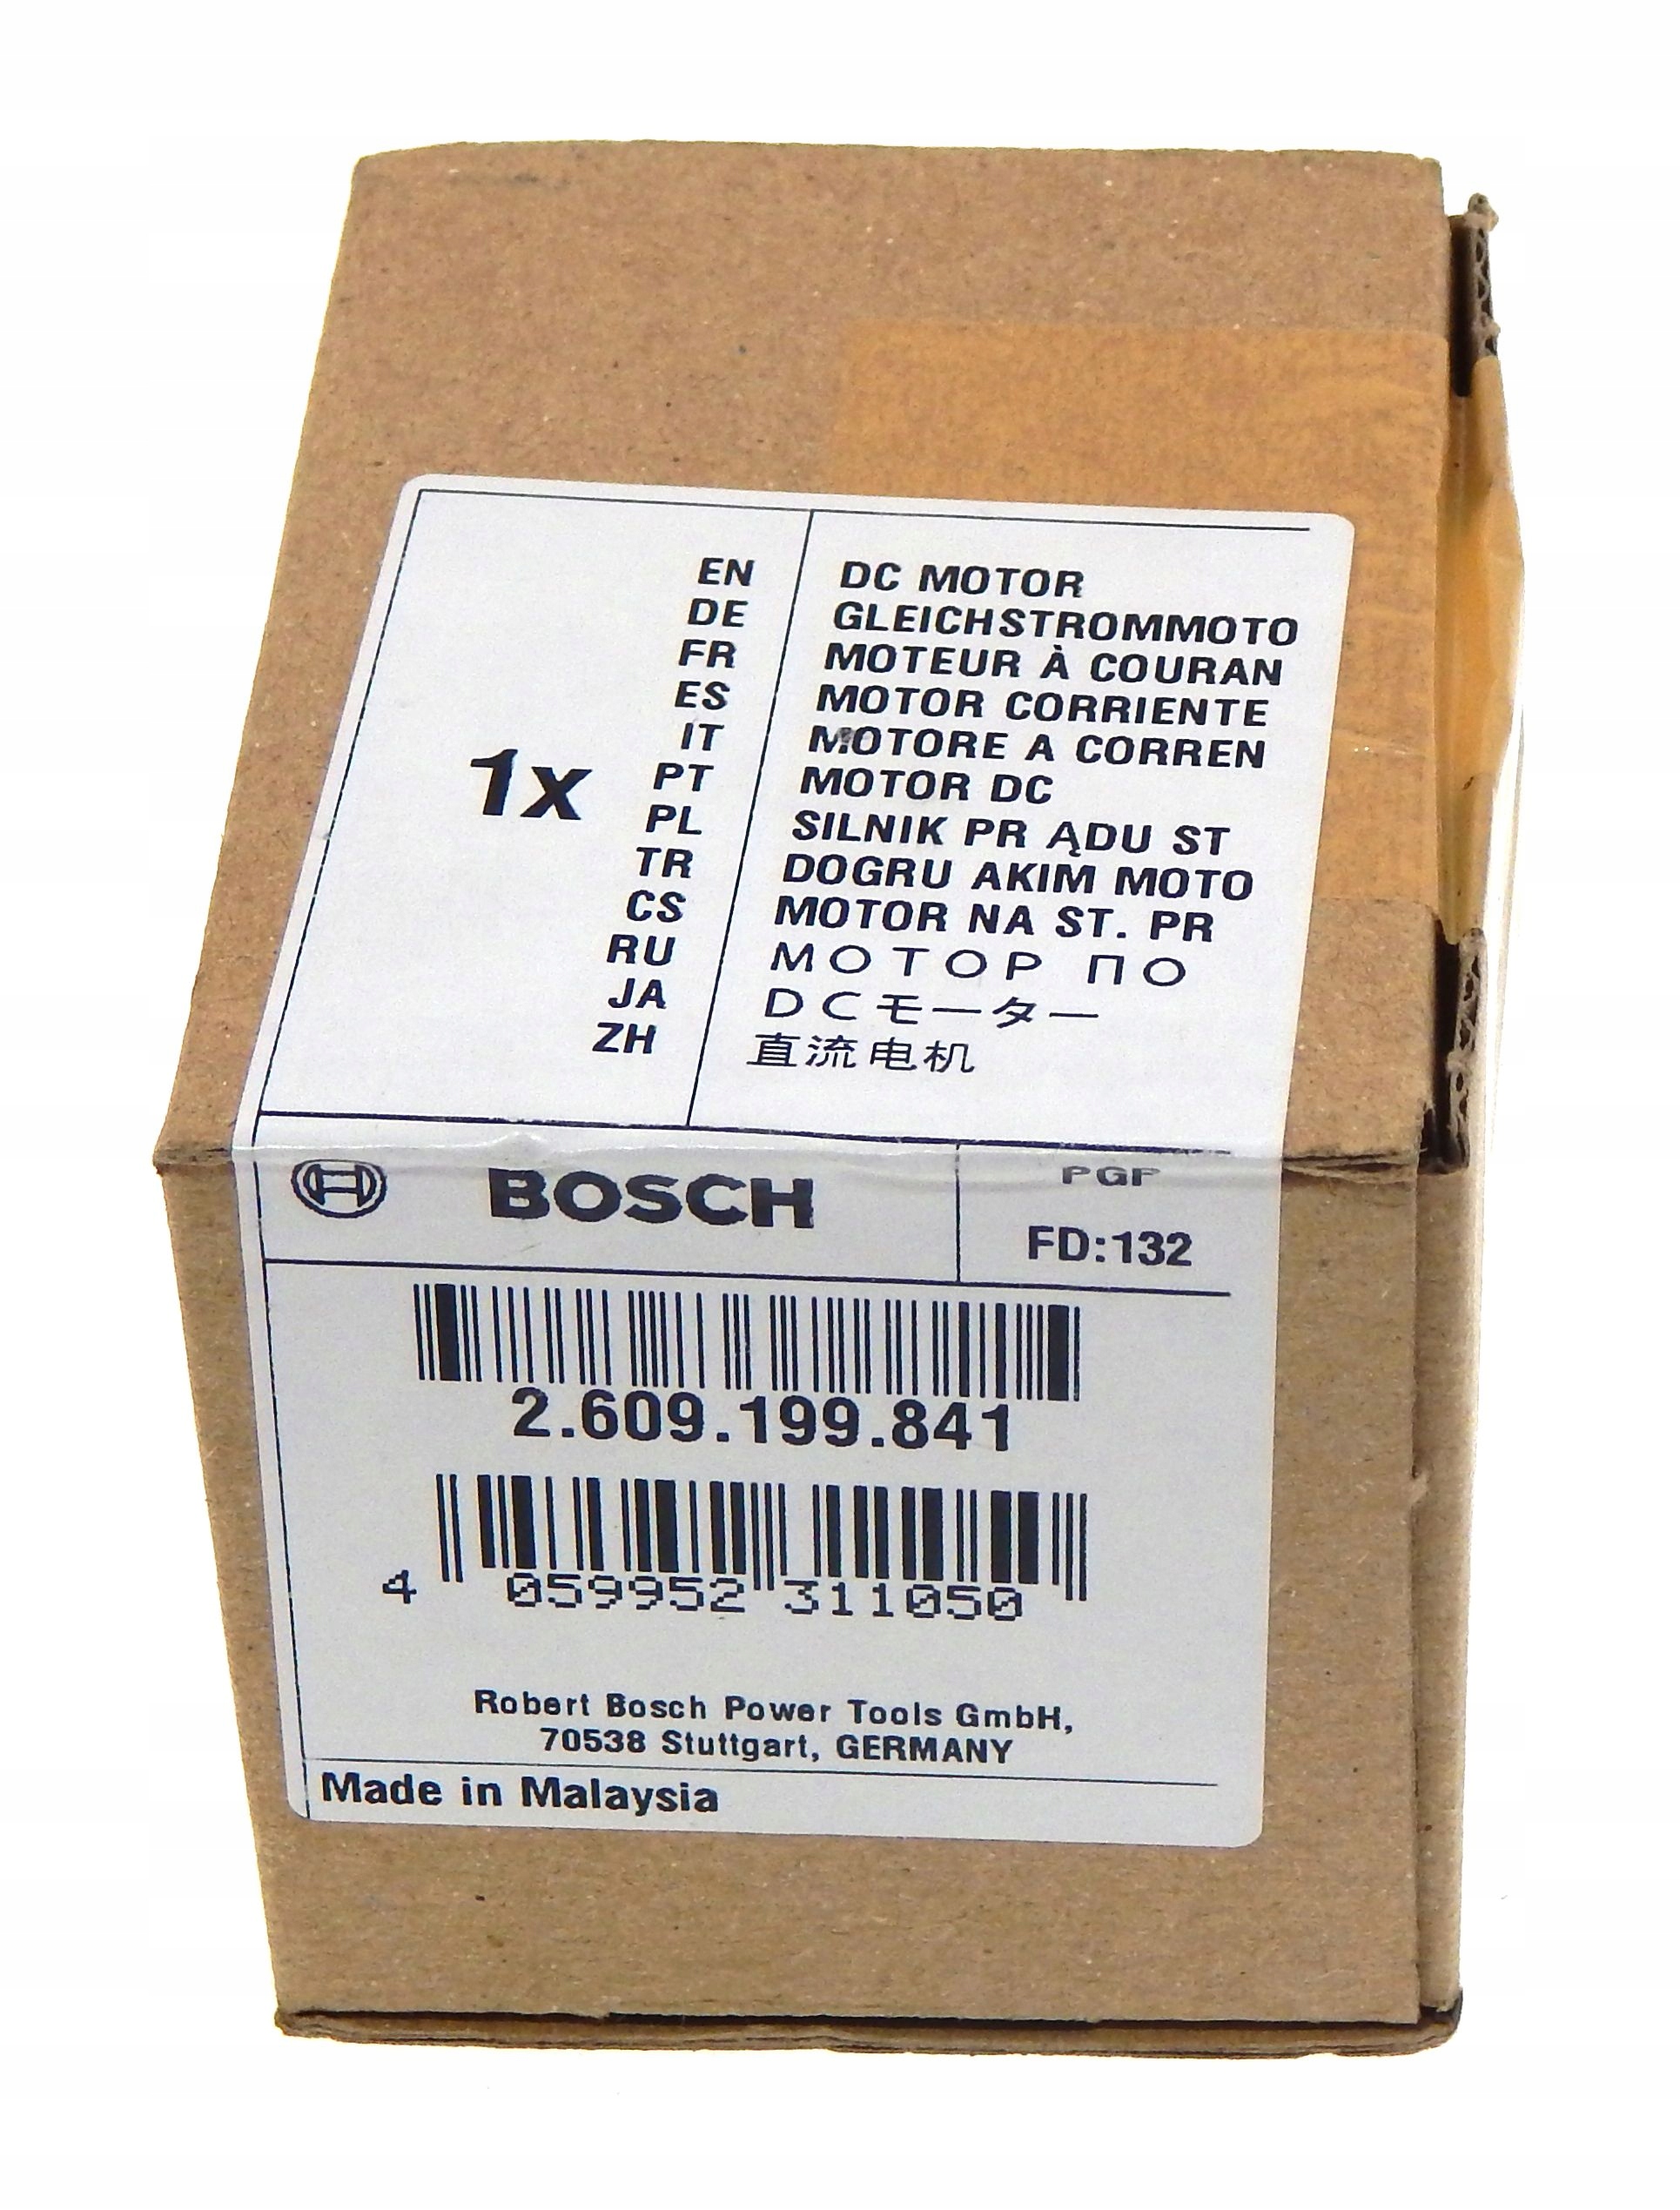 1x
EN DC MOTOR
DE GLEICHSTROMMOTO
FR MOTEUR À COURAN
ES MOTOR CORRIENTE
IT MOTORE A CORREN
PT MOTOR DC
PL SILNIK PR ĄDU ST
TR DOGRU AKIM MOTO
CS MOTOR NA ST. PR
RU МОТОР ПО
JA DCモーター
ZH 直流电机
BOSCH
PGP
FD:132
2.609.199.841
4 059952 311050
Robert Bosch Power Tools GmbH,
70538 Stuttgart, GERMANY
Made in Malaysia